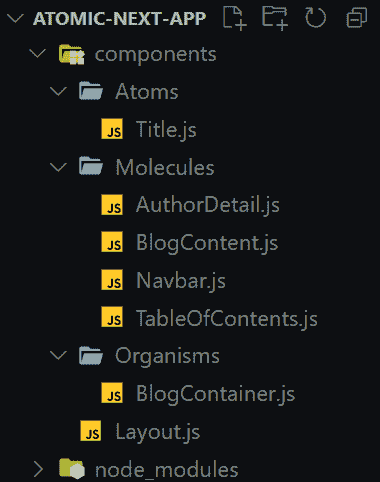 ATOMIC-NEXT-APP
components
Atoms
JS Title.js
Molecules
JS AuthorDetail.js
JS BlogContent.js
JS Navbar.js
JS TableOfContents.js
Organisms
JS BlogContainer.js
JS Layout.js
node_modules